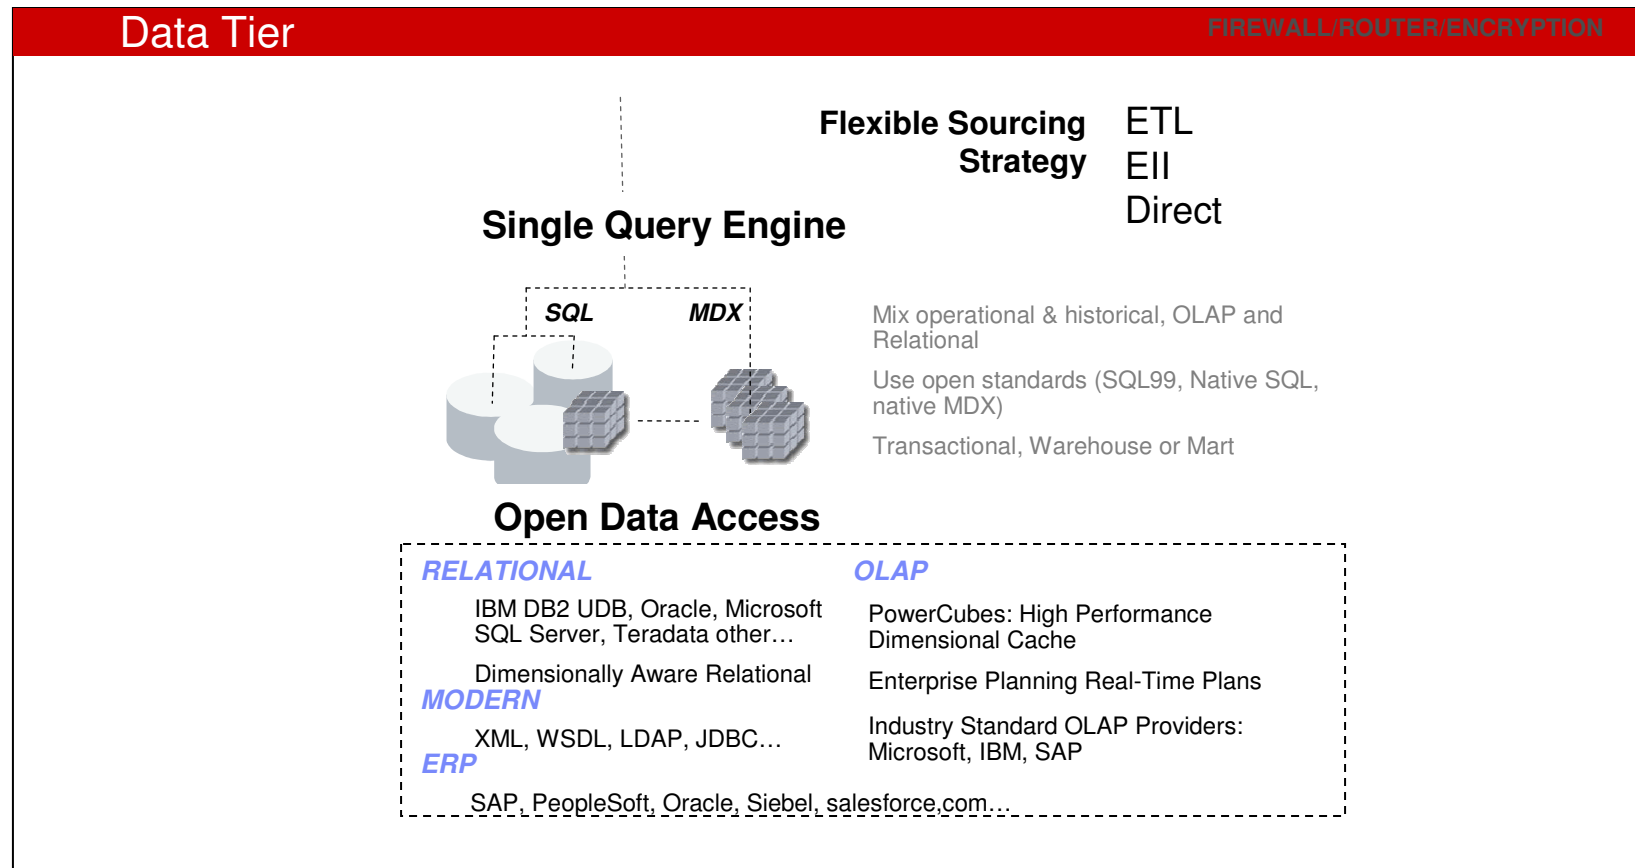 Data Tier
FIREWALL/ROUTER/ENCRYPTION
Flexible Sourcing
Strategy
ETL
EII
Direct
Single Query Engine
SQL
MDX
Mix operational & historical, OLAP and
Relational
Use open standards (SQL99, Native SQL,
native MDX)
Transactional, Warehouse or Mart
Open Data Access
RELATIONAL
IBM DB2 UDB, Oracle, Microsoft
SQL Server, Teradata other…
Dimensionally Aware Relational
MODERN
XML, WSDL, LDAP, JDBC…
ERP
SAP, PeopleSoft, Oracle, Siebel, salesforce,com…
OLAP
PowerCubes: High Performance
Dimensional Cache
Enterprise Planning Real-Time Plans
Industry Standard OLAP Providers:
Microsoft, IBM, SAP